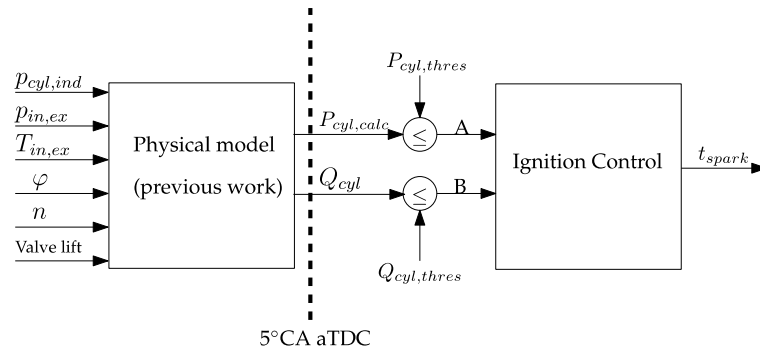 p_{cyl,ind}
p_{in,ex}
T_{in,ex}
φ
n
Valve lift
Physical model
(previous work)
P_{cyl,calc}
Q_{cyl}
5°CA aTDC
P_{cyl,thres}
≤
A
≤
B
Q_{cyl,thres}
Ignition Control
t_{spark}